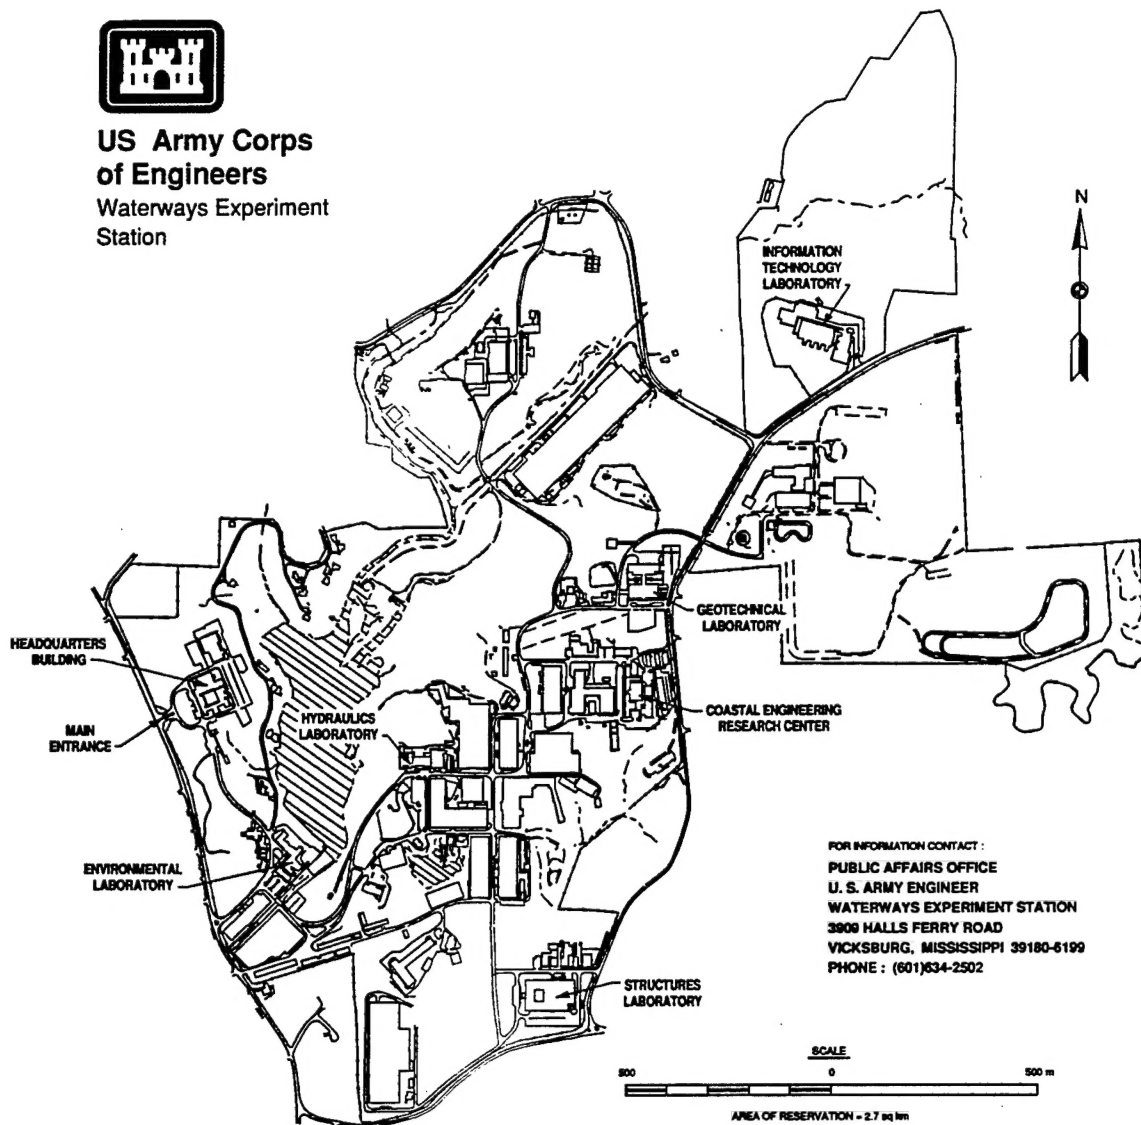 US Army Corps
of Engineers
Waterways Experiment
Station
N
INFORMATION
TECHNOLOGY
LABORATORY
GEOTECHNICAL
LABORATORY
HEADQUARTERS
BUILDING
MAIN
ENTRANCE
HYDRAULICS
LABORATORY
COASTAL ENGINEERING
RESEARCH CENTER
ENVIRONMENTAL
LABORATORY
STRUCTURES
LABORATORY
FOR INFORMATION CONTACT :
PUBLIC AFFAIRS OFFICE
U. S. ARMY ENGINEER
WATERWAYS EXPERIMENT STATION
3909 HALLS FERRY ROAD
VICKSBURG, MISSISSIPPI 39180-6199
PHONE : (601)634-2502
SCALE
500 0 500 m
AREA OF RESERVATION = 2.7 sq km